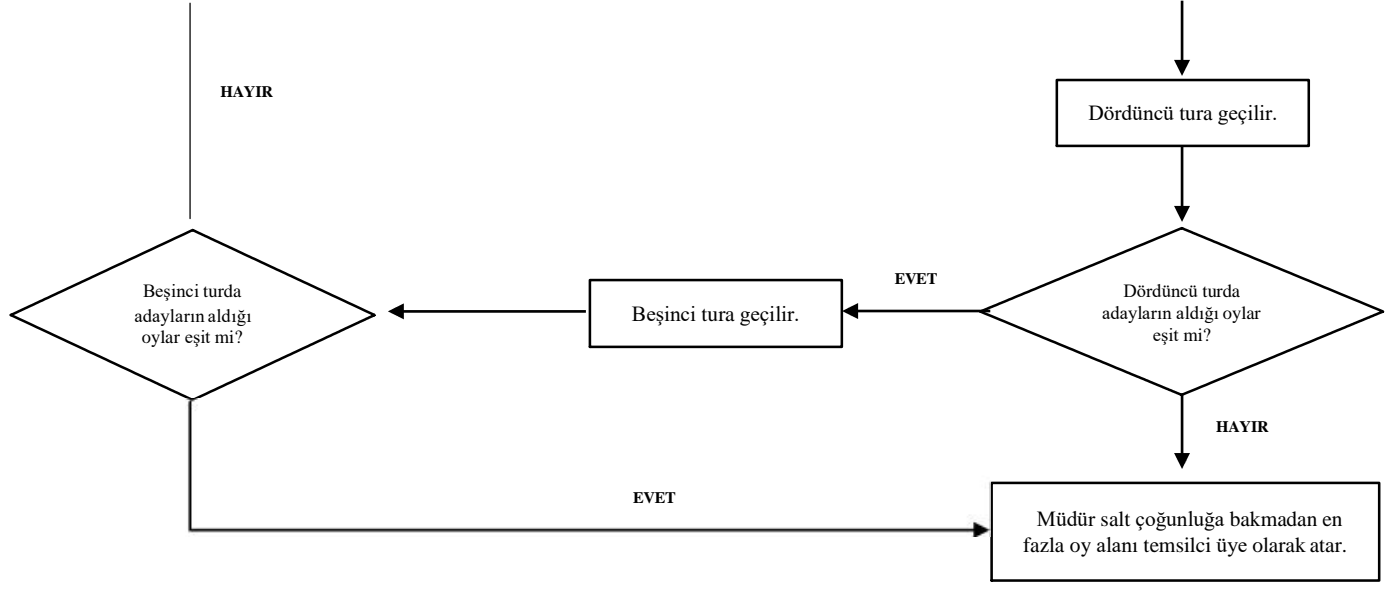 HAYIR
Dördüncü tura geçilir.
Beşinci turda
adayların aldığı
oylar eşit mi?
Beşinci tura geçilir.
EVET
Dördüncü turda
adayların aldığı oylar
eşit mi?
HAYIR
EVET
Müdür salt çoğunluğa bakmadan en
fazla oy alanı temsilci üye olarak atar.